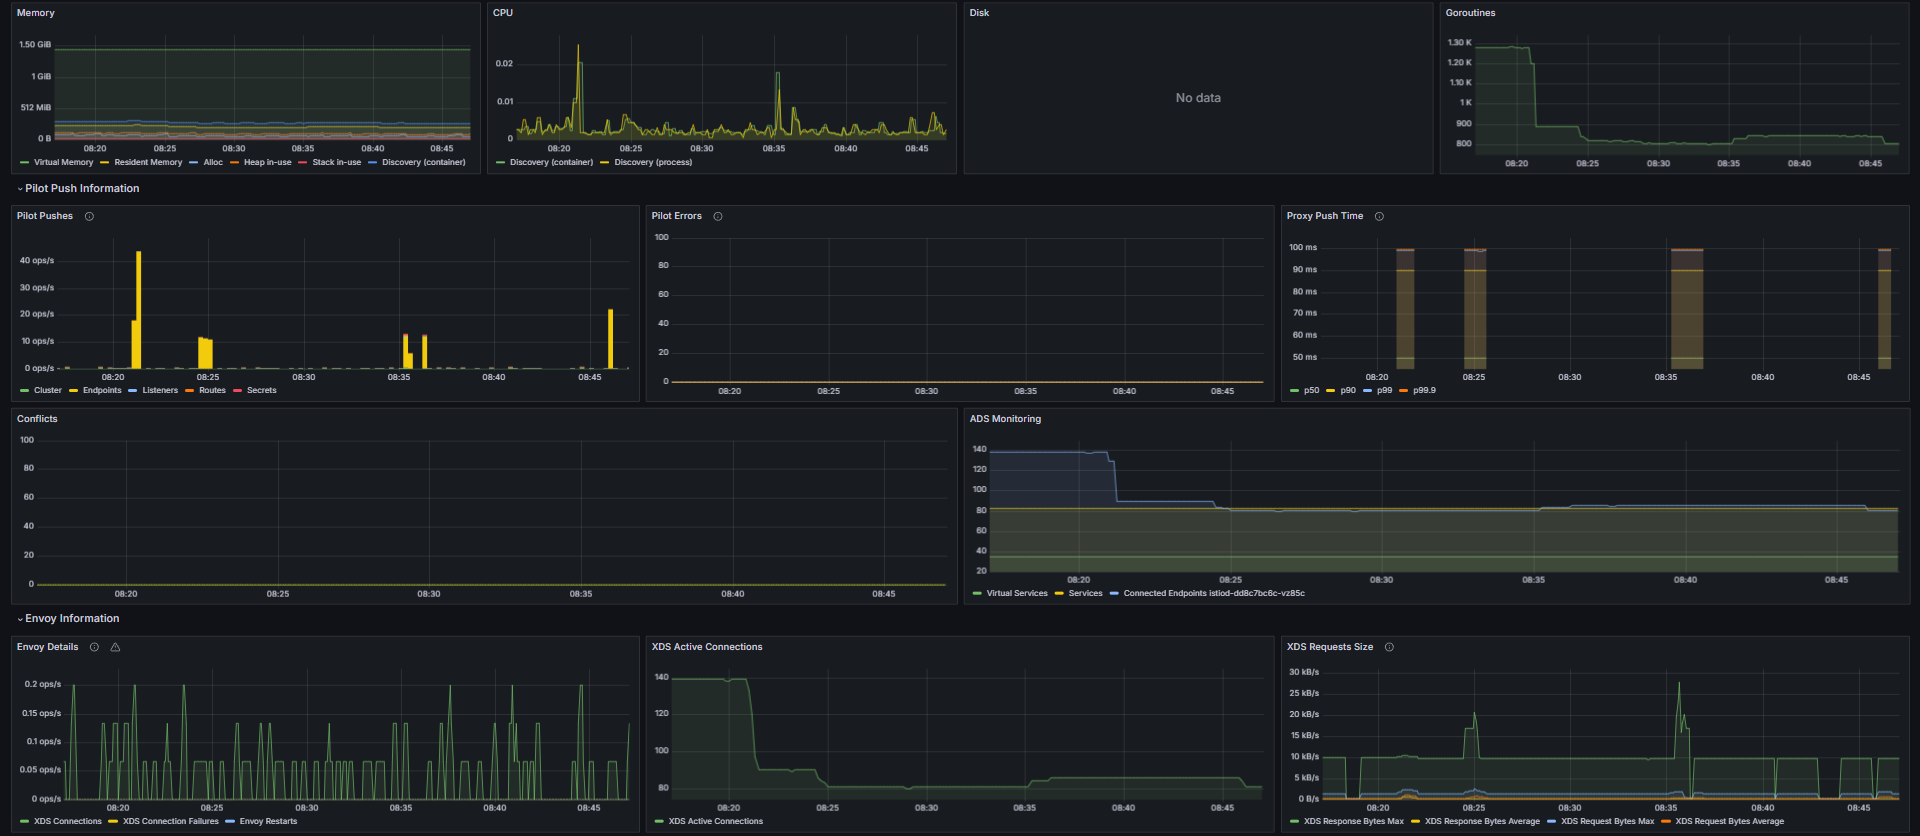 Memory
1.50 GiB
1 GiB
512 MiB
0 B
08:20 08:25 08:30 08:35 08:40 08:45
Virtual Memory Resident Memory Alloc Heap in-use Stack in-use Discovery (container)
CPU
0.02
0.01
0
08:20 08:25 08:30 08:35 08:40 08:45
Discovery (container) Discovery (process)
Disk
No data
Goroutines
1.30 K
1.20 K
1.10 K
1 K
900
800
08:20 08:25 08:30 08:35 08:40 08:45
Pilot Push Information
Pilot Pushes
40 ops/s
30 ops/s
20 ops/s
10 ops/s
0 ops/s
08:20 08:25 08:30 08:35 08:40 08:45
Cluster Endpoints Listeners Routes Secrets
Pilot Errors
100
80
60
40
20
0
08:20 08:25 08:30 08:35 08:40 08:45
Proxy Push Time
100 ms
90 ms
80 ms
70 ms
60 ms
50 ms
08:20 08:25 08:30 08:35 08:40 08:45
p50 p90 p99 p99.9
Conflicts
100
80
60
40
20
0
08:20 08:25 08:30 08:35 08:40 08:45
ADS Monitoring
140
120
100
80
60
40
20
08:20 08:25 08:30 08:35 08:40 08:45
Virtual Services Services Connected Endpoints istiod-dd8c7bc6c-vz85c
Envoy Information
Envoy Details
0.2 ops/s
0.15 ops/s
0.1 ops/s
0.05 ops/s
0 ops/s
08:20 08:25 08:30 08:35 08:40 08:45
XDS Connections XDS Connection Failures Envoy Restarts
XDS Active Connections
140
120
100
80
08:20 08:25 08:30 08:35 08:40 08:45
XDS Active Connections
XDS Requests Size
30 kB/s
25 kB/s
20 kB/s
15 kB/s
10 kB/s
5 kB/s
0 B/s
08:20 08:25 08:30 08:35 08:40 08:45
XDS Response Bytes Max XDS Response Bytes Average XDS Request Bytes Max XDS Request Bytes Average